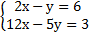 2x − y = 6
12x − 5y = 3